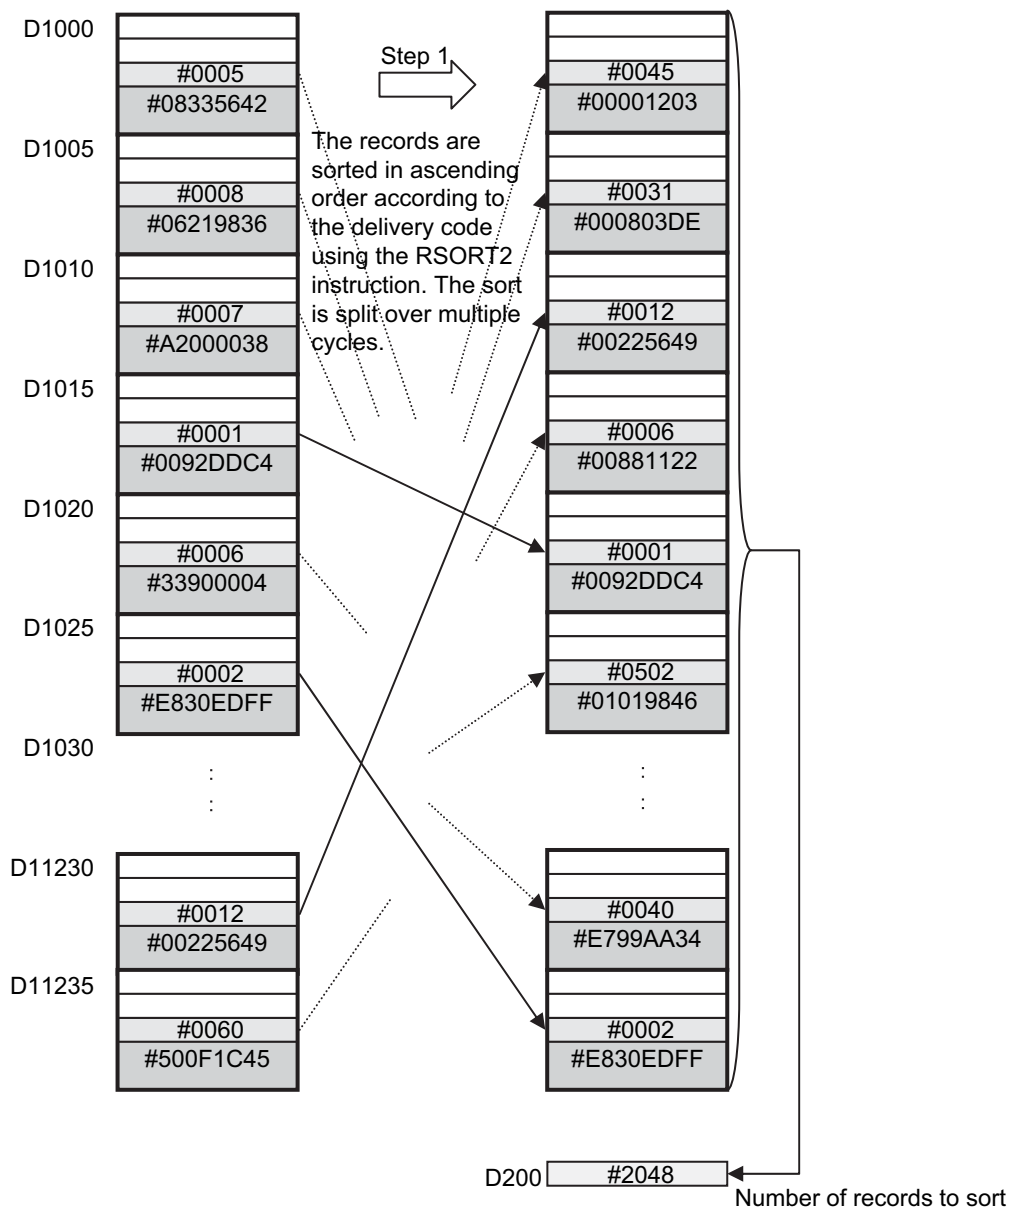 D1000
#0005
#08335642
D1005
#0008
#06219836
D1010
#0007
#A2000038
D1015
#0001
#0092DDC4
D1020
#0006
#33900004
D1025
#0002
#E830EDFF
D1030
:
:
D11230
#0012
#00225649
D11235
#0060
#500F1C45
Step 1
The records are
sorted in ascending
order according to
the delivery code
using the RSORT2
instruction. The sort
is split over multiple
cycles.
#0045
#00001203
#0031
#000803DE
#0012
#00225649
#0006
#00881122
#0001
#0092DDC4
#0502
#01019846
:
:
#0040
#E799AA34
#0002
#E830EDFF
D200
#2048
Number of records to sort